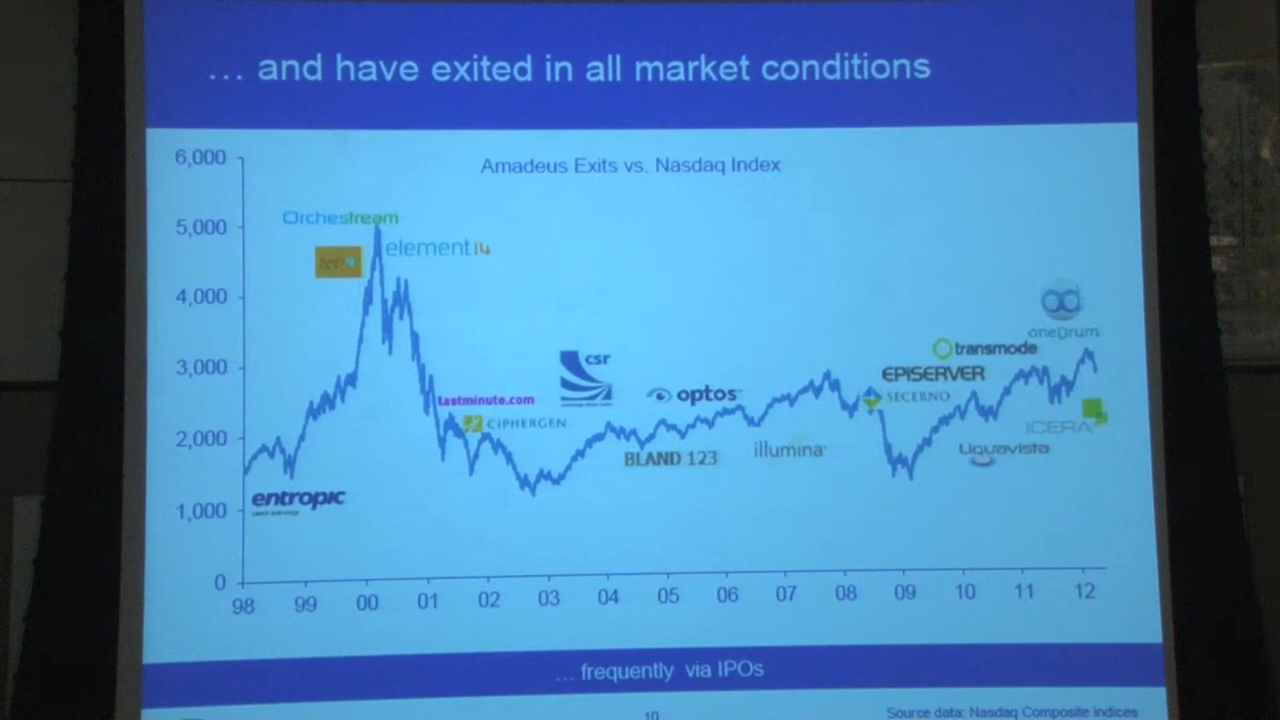 ... and have exited in all market conditions
Amadeus Exits vs. Nasdaq Index
6,000
5,000
4,000
3,000
2,000
1,000
0
Orchestream
element 14
lastminute.com
CIPHERGEN
csr
optos
BLAND 123
illumina
entropic
oneDrum
transmode
EPISERVER
SECERNO
ICERA
Liquavista
98 99 00 01 02 03 04 05 06 07 08 09 10 11 12
... frequently via IPOs
10
Source data: Nasdaq Composite indices